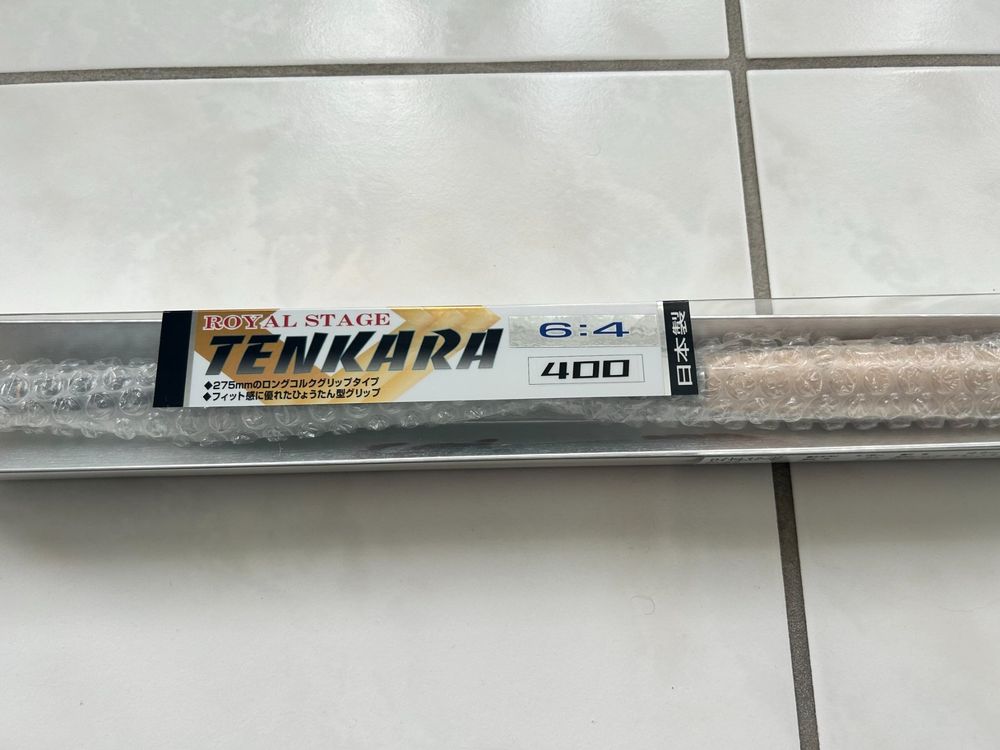 ROYAL STAGE
TENKARA
◆275mmのロングコルクグリップタイプ
◆フィット感に優れたひょうたん型グリップ
6:4
400
日本製